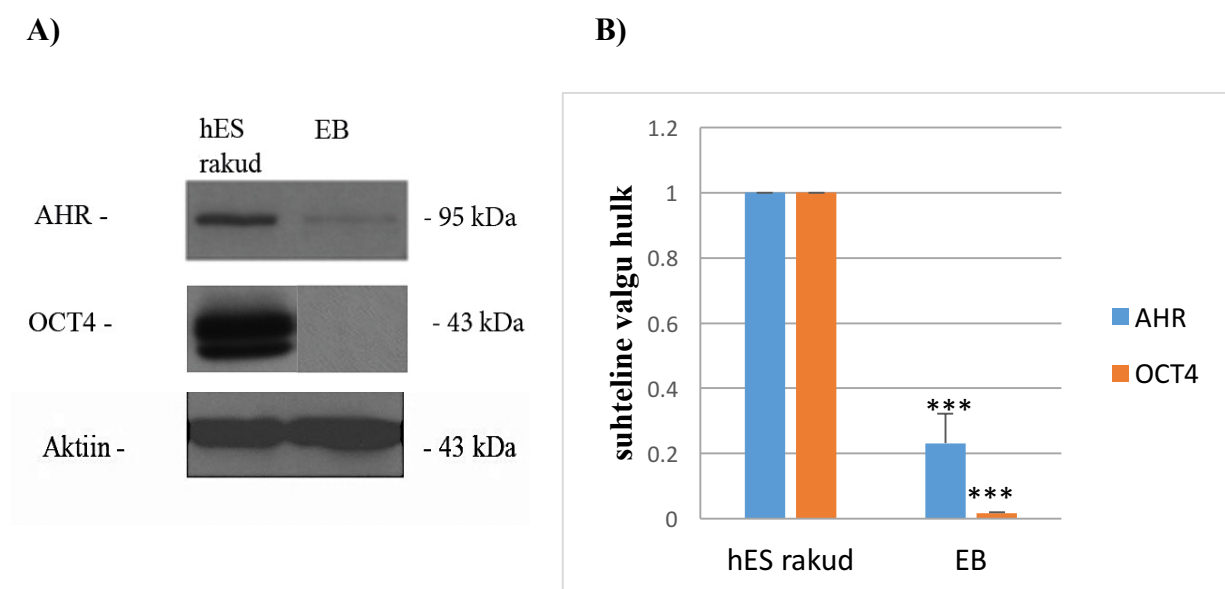 A)
hES
rakud
EB
AHR -
- 95 kDa
OCT4 -
- 43 kDa
Aktiin -
- 43 kDa
B)
suhteline valgu hulk
1.2
1
0.8
0.6
0.4
0.2
0
***
***
hES rakud
EB
AHR
OCT4